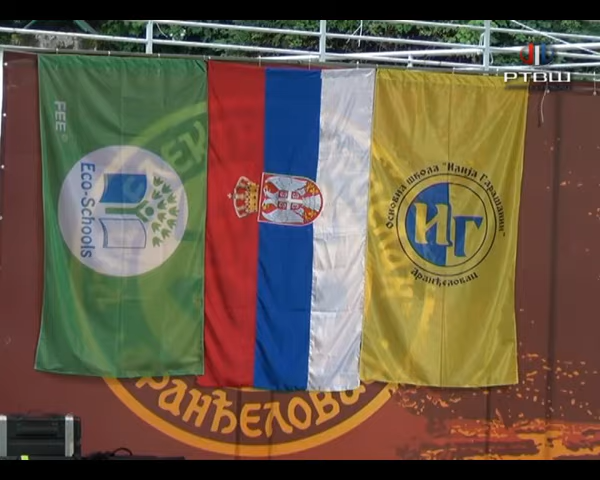 РТВШ
FEE
Eco-Schools
Основна школа "Илија Гарашанин"
ИГ
Аранђеловац
ранђелова